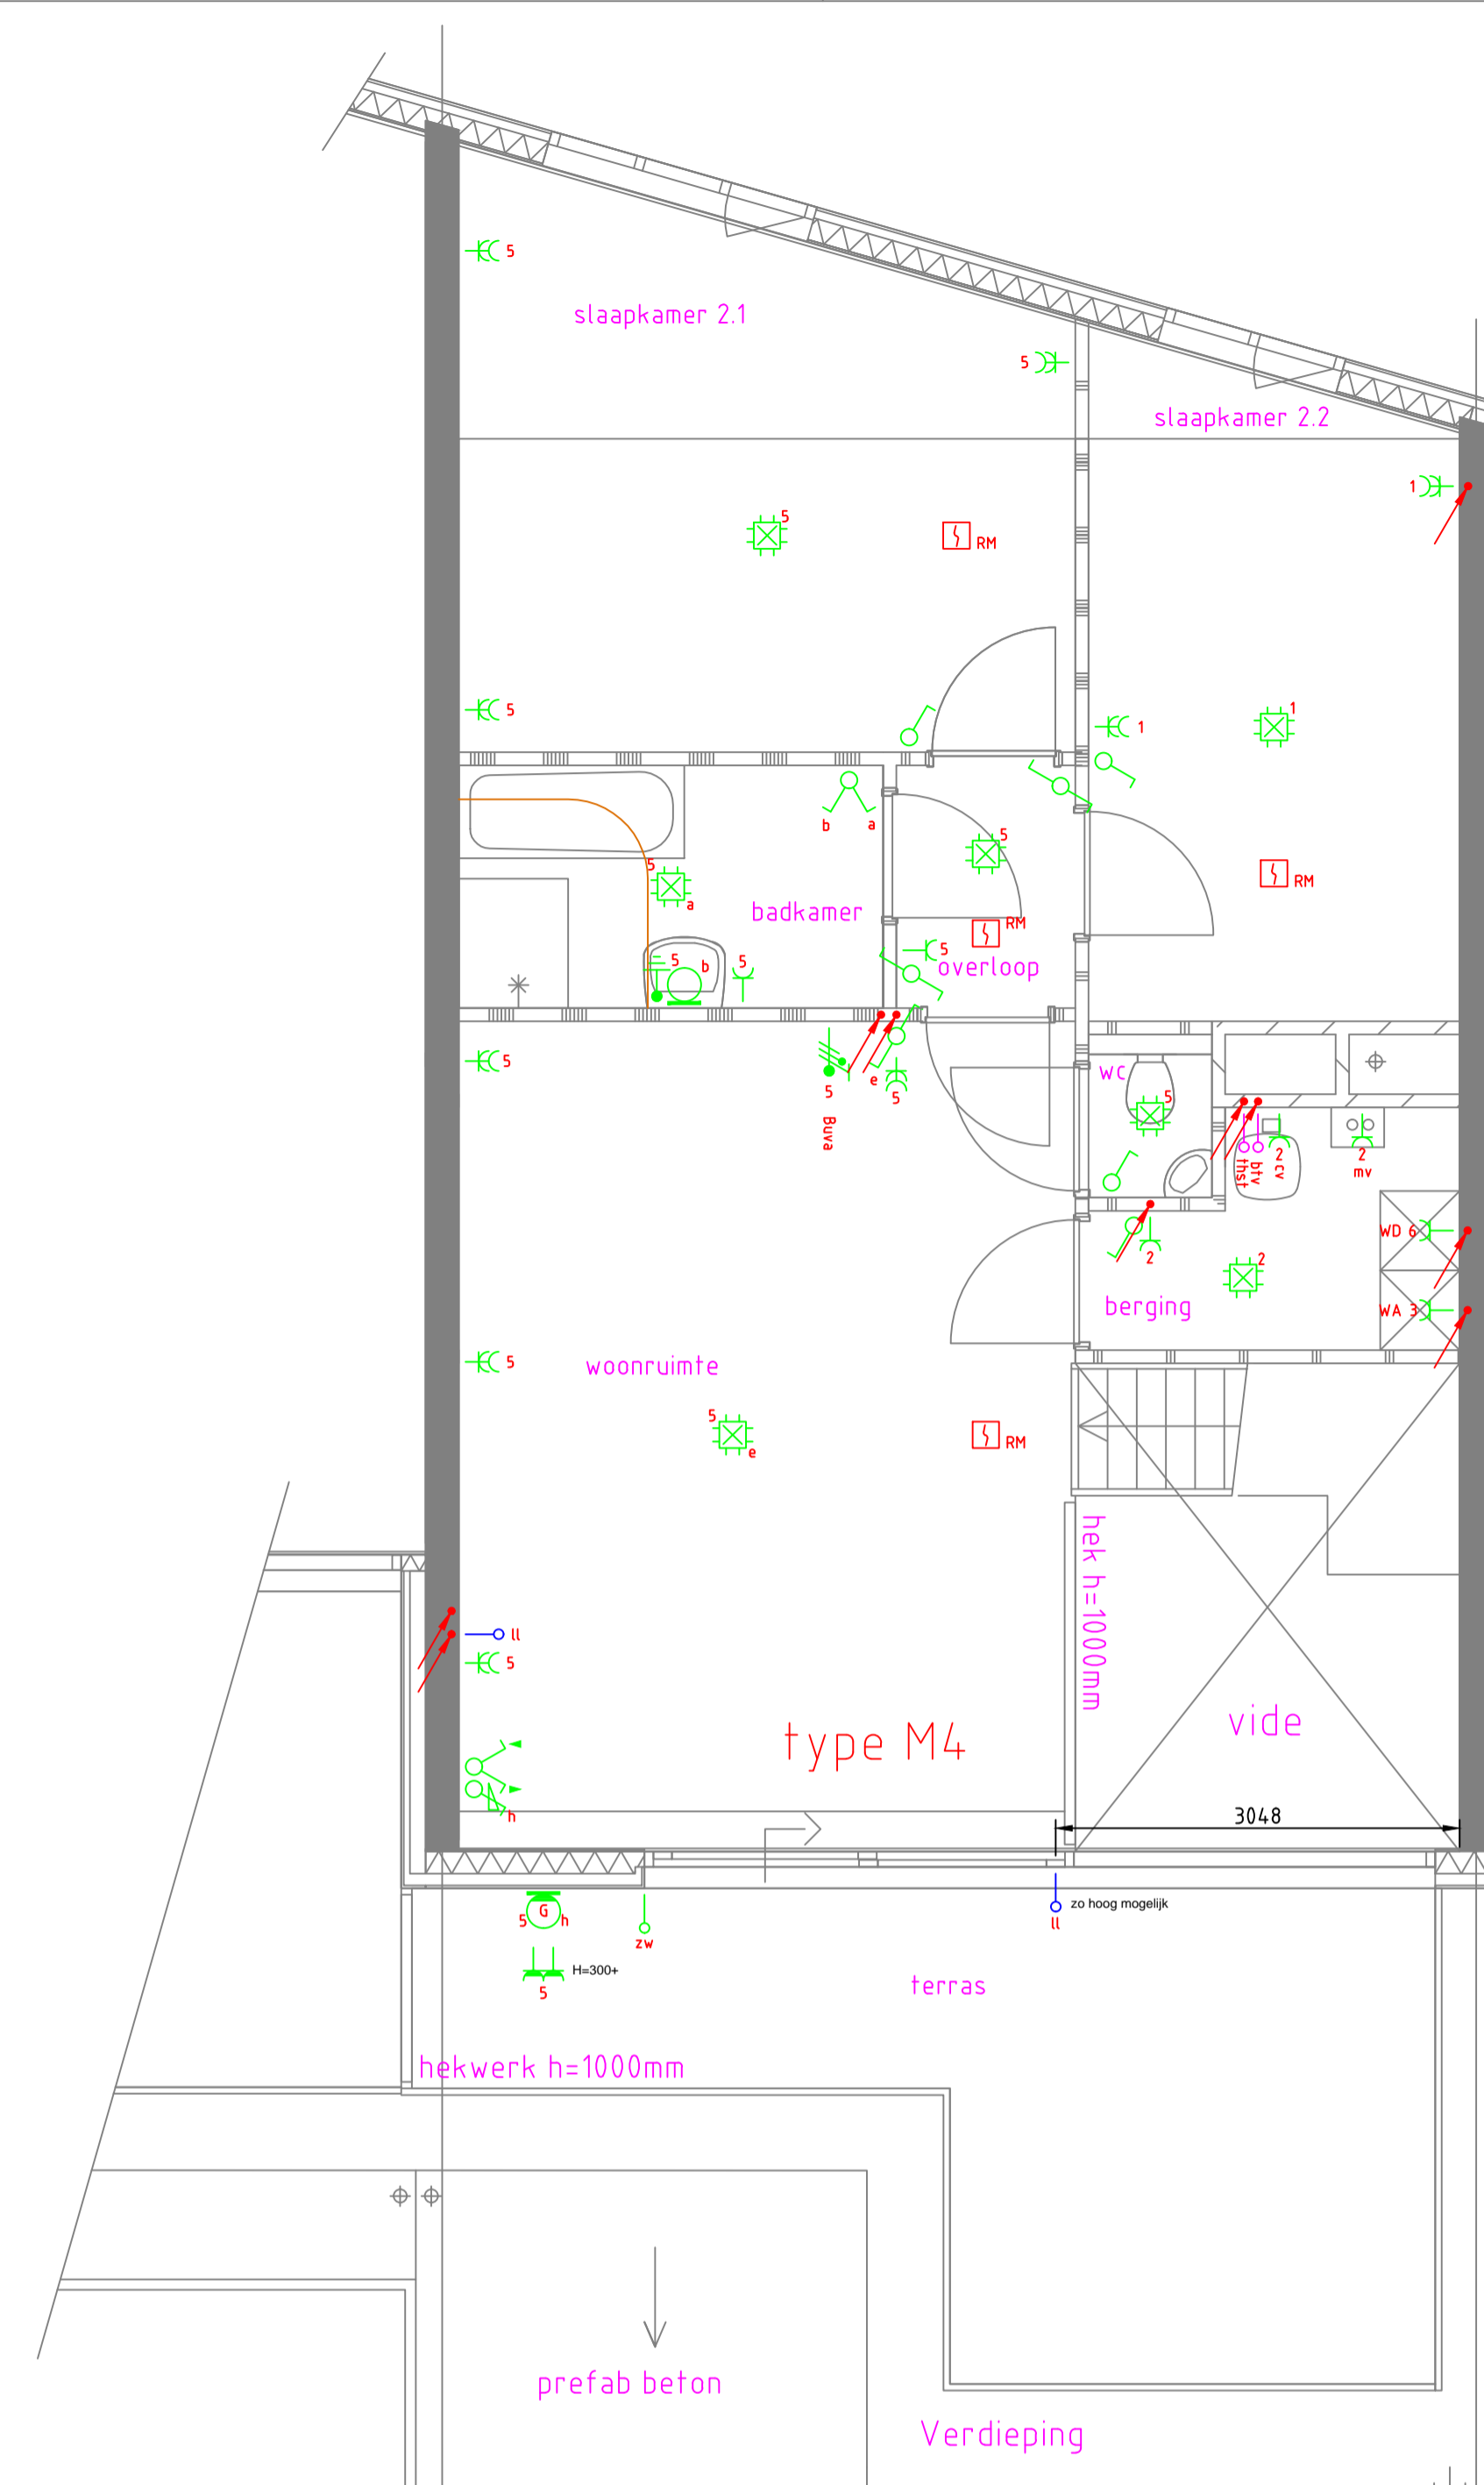 5
slaapkamer 2.1
5
slaapkamer 2.2
1
5
RM
5
1
1
b
a
5
5
RM
5
a
badkamer
RM
5
overloop
5
b
5
5
wc
5
e
5
5
Buva
thst
btv
2 cv
2
mv
WD 6
2
2
berging
WA 3
5
woonruimte
5
e
RM
hek h=1000mm
ll
5
type M4
vide
h
3048
5
G
h
zw
ll
zo hoog mogelijk
H=300+
5
terras
hekwerk h=1000mm
prefab beton
Verdieping